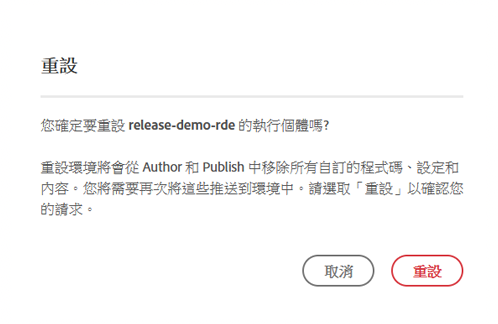 重設
您確定要重設 release-demo-rde 的執行個體嗎?
重設環境將會從 Author 和 Publish 中移除所有自訂的程式碼、設定和
內容。您將需要再次將這些推送到環境中。請選取「重設」以確認您
的請求。
取消
重設